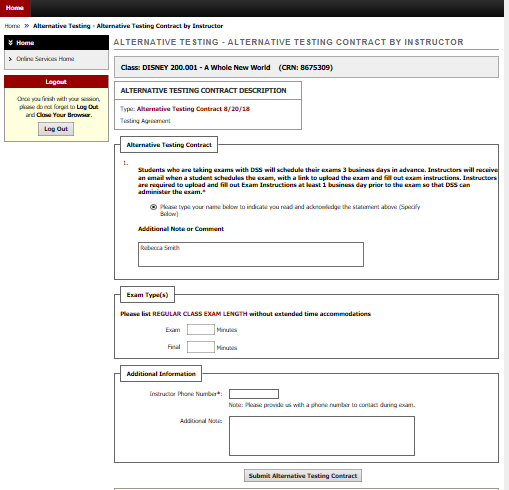 Home
Home » Alternative Testing - Alternative Testing Contract by Instructor
Home
Online Services Home
Logout
Once you finish with your session,
please do not forget to Log Out
and Close Your Browser.
Log Out
ALTERNATIVE TESTING - ALTERNATIVE TESTING CONTRACT BY INSTRUCTOR
Class: DISNEY 200.001 - A Whole New World (CRN: 8675309)
ALTERNATIVE TESTING CONTRACT DESCRIPTION
Type: Alternative Testing Contract 8/20/18
Testing Agreement
Alternative Testing Contract
1.
Students who are taking exams with DSS will schedule their exams 3 business days in advance. Instructors will receive
an email when a student schedules the exam, with a link to upload the exam and fill out exam instructions. Instructors
are required to upload and fill out Exam Instructions at least 1 business day prior to the exam so that DSS can
administer the exam.*
Please type your name below to indicate you read and acknowledge the statement above (Specify
Below)
Additional Note or Comment
Rebecca Smith
Exam Type(s)
Please list REGULAR CLASS EXAM LENGTH without extended time accommodations
Exam Minutes
Final Minutes
Additional Information
Instructor Phone Number*:
Note: Please provide us with a phone number to contact during exam.
Additional Note:
Submit Alternative Testing Contract